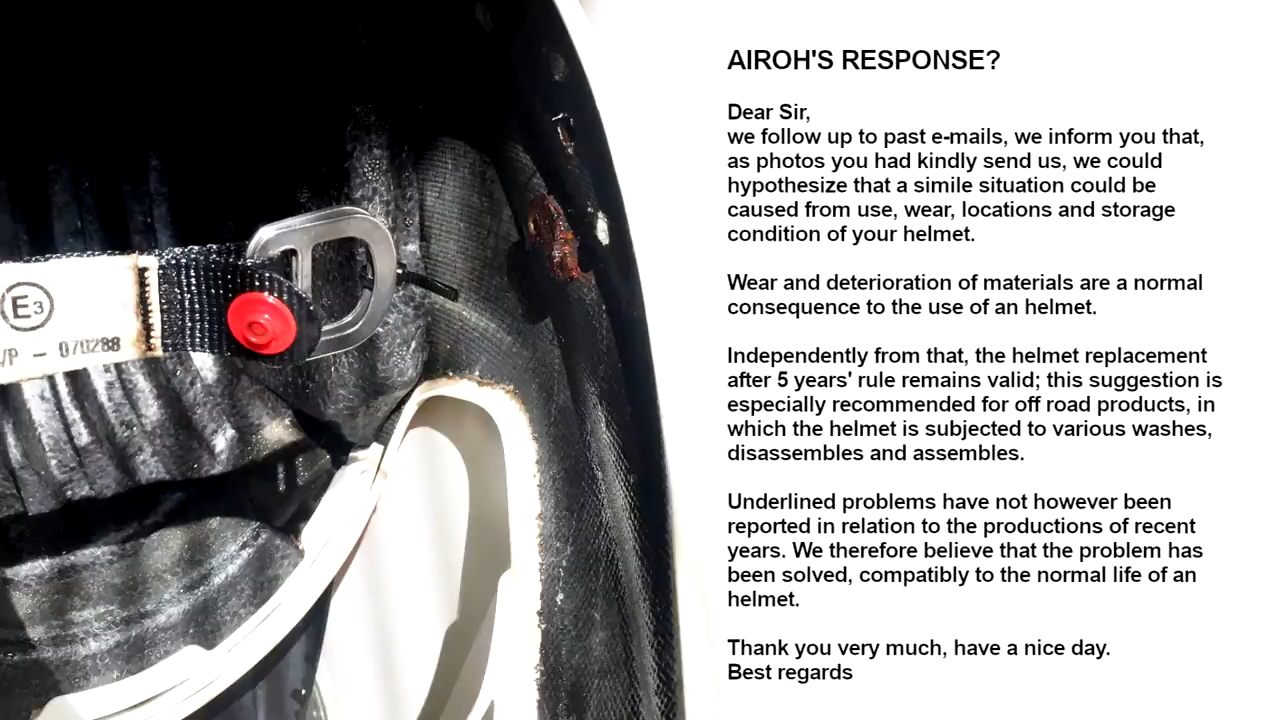 E3
/P - 070288
AIROH'S RESPONSE?
Dear Sir,
we follow up to past e-mails, we inform you that,
as photos you had kindly send us, we could
hypothesize that a simile situation could be
caused from use, wear, locations and storage
condition of your helmet.
Wear and deterioration of materials are a normal
consequence to the use of an helmet.
Independently from that, the helmet replacement
after 5 years' rule remains valid; this suggestion is
especially recommended for off road products, in
which the helmet is subjected to various washes,
disassembles and assembles.
Underlined problems have not however been
reported in relation to the productions of recent
years. We therefore believe that the problem has
been solved, compatibly to the normal life of an
helmet.
Thank you very much, have a nice day.
Best regards